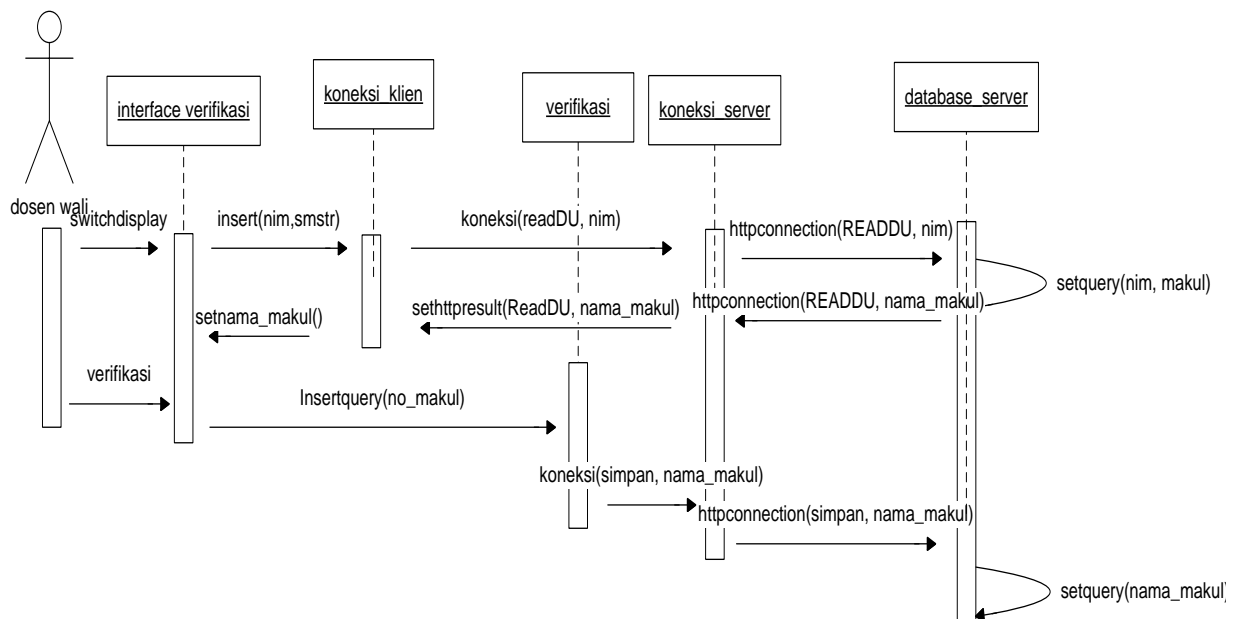 interface verifikasi
koneksi_klien
verifikasi
koneksi_server
database_server
dosen wali
switchdisplay
insert(nim,smstr)
koneksi(readDU, nim)
httpconnection(READDU, nim)
setquery(nim, makul)
httpconnection(READDU, nama_makul)
sethttpresult(ReadDU, nama_makul)
setnama_makul()
verifikasi
Insertquery(no_makul)
koneksi(simpan, nama_makul)
httpconnection(simpan, nama_makul)
setquery(nama_makul)